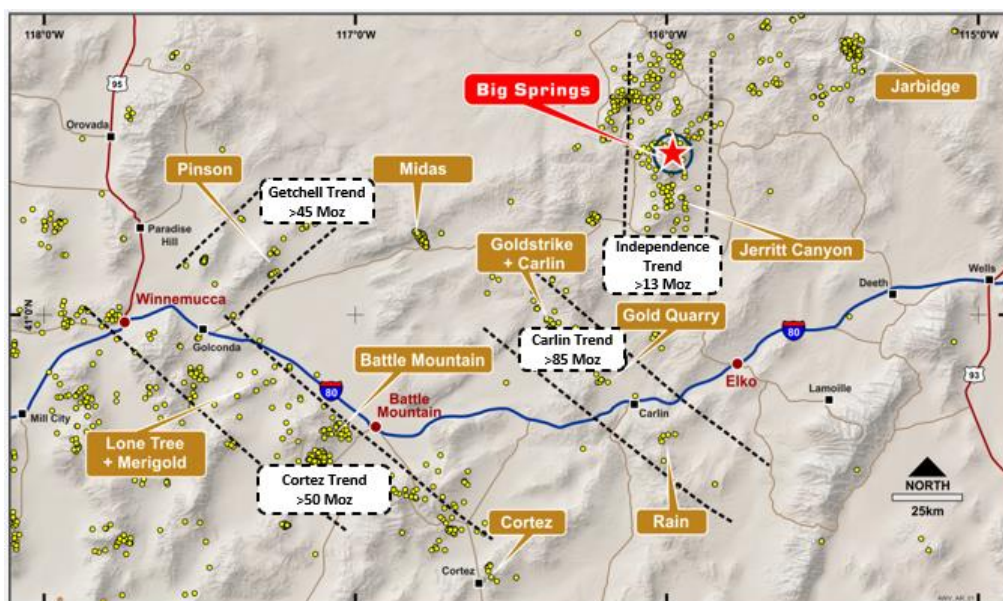 118°0'W
117°0'W
116°0'W
115°0'W
95
Big Springs
Jarbidge
Orovada
Pinson
Getchell Trend
>45 Moz
Midas
Paradise
Hill
Goldstrike
+ Carlin
Independence
Trend
>13 Moz
Jerritt Canyon
Wells
Deeth
41°0'N
Winnemucca
Golconda
Carlin Trend
>85 Moz
Gold Quarry
80
93
Battle Mountain
80
Elko
Lamoille
Mill City
Battle
Mountain
Carlin
Lone Tree
+ Merigold
Cortez Trend
>50 Moz
NORTH
25km
Cortez
Rain
Cortez